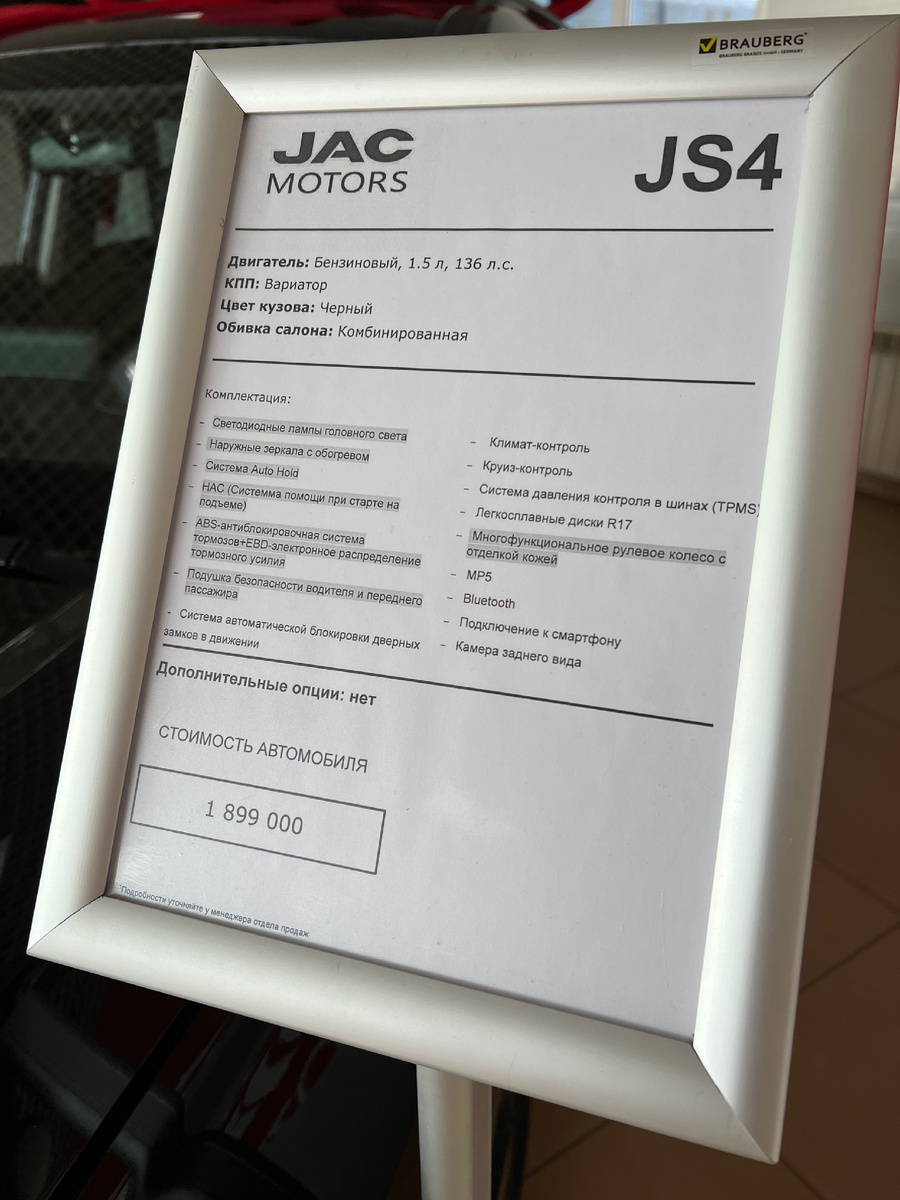 BRAUBERG
BRAUBERG BRANDS GmbH - GERMANY
JAC
MOTORS
JS4
Двигатель: Бензиновый, 1.5 л, 136 л.с.
КПП: Вариатор
Цвет кузова: Черный
Обивка салона: Комбинированная
Комплектация:
- Светодиодные лампы головного света
- Наружные зеркала с обогревом
- Система Auto Hold
- HAC (Системма помощи при старте на
подъеме)
- ABS-антиблокировочная система
тормозов+EBD-электронное распределение
тормозного усилия
- Подушка безопасности водителя и переднего
пассажира
- Система автоматической блокировки дверных
замков в движении
- Климат-контроль
- Круиз-контроль
- Система давления контроля в шинах (TPMS)
- Легкосплавные диски R17
- Многофункциональное рулевое колесо с
отделкой кожей
- MP5
- Bluetooth
- Подключение к смартфону
- Камера заднего вида
Дополнительные опции: нет
СТОИМОСТЬ АВТОМОБИЛЯ
1 899 000
*Подробности уточняйте у менеджера отдела продаж